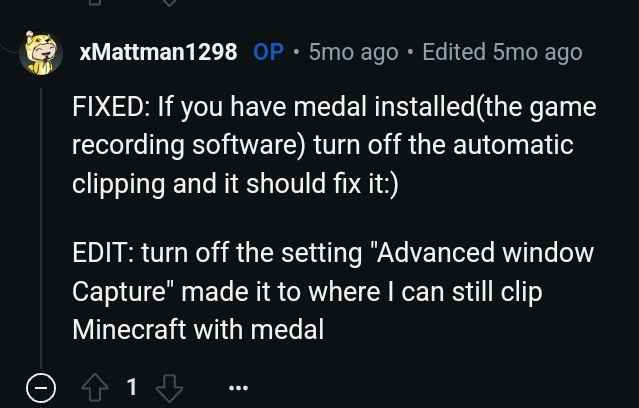 xMattman1298 OP • 5mo ago • Edited 5mo ago
FIXED: If you have medal installed(the game
recording software) turn off the automatic
clipping and it should fix it:)
EDIT: turn off the setting "Advanced window
Capture" made it to where I can still clip
Minecraft with medal
1